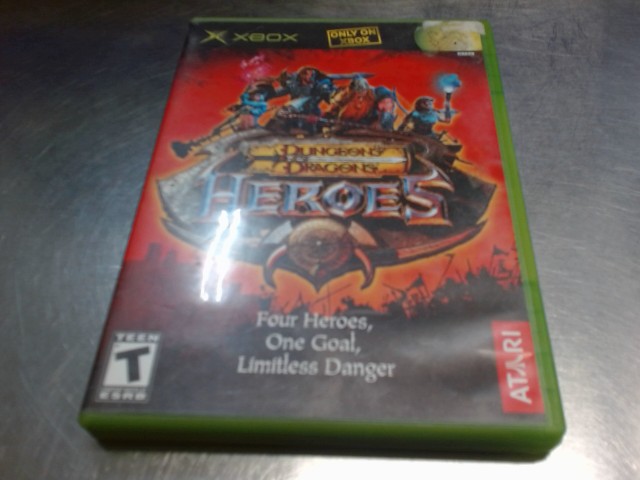 XBOX
ONLY ON
XBOX
DUNGEONS
DRAGONS
HEROES
Four Heroes,
One Goal,
Limitless Danger
TEEN
T
ESRB
ATARI